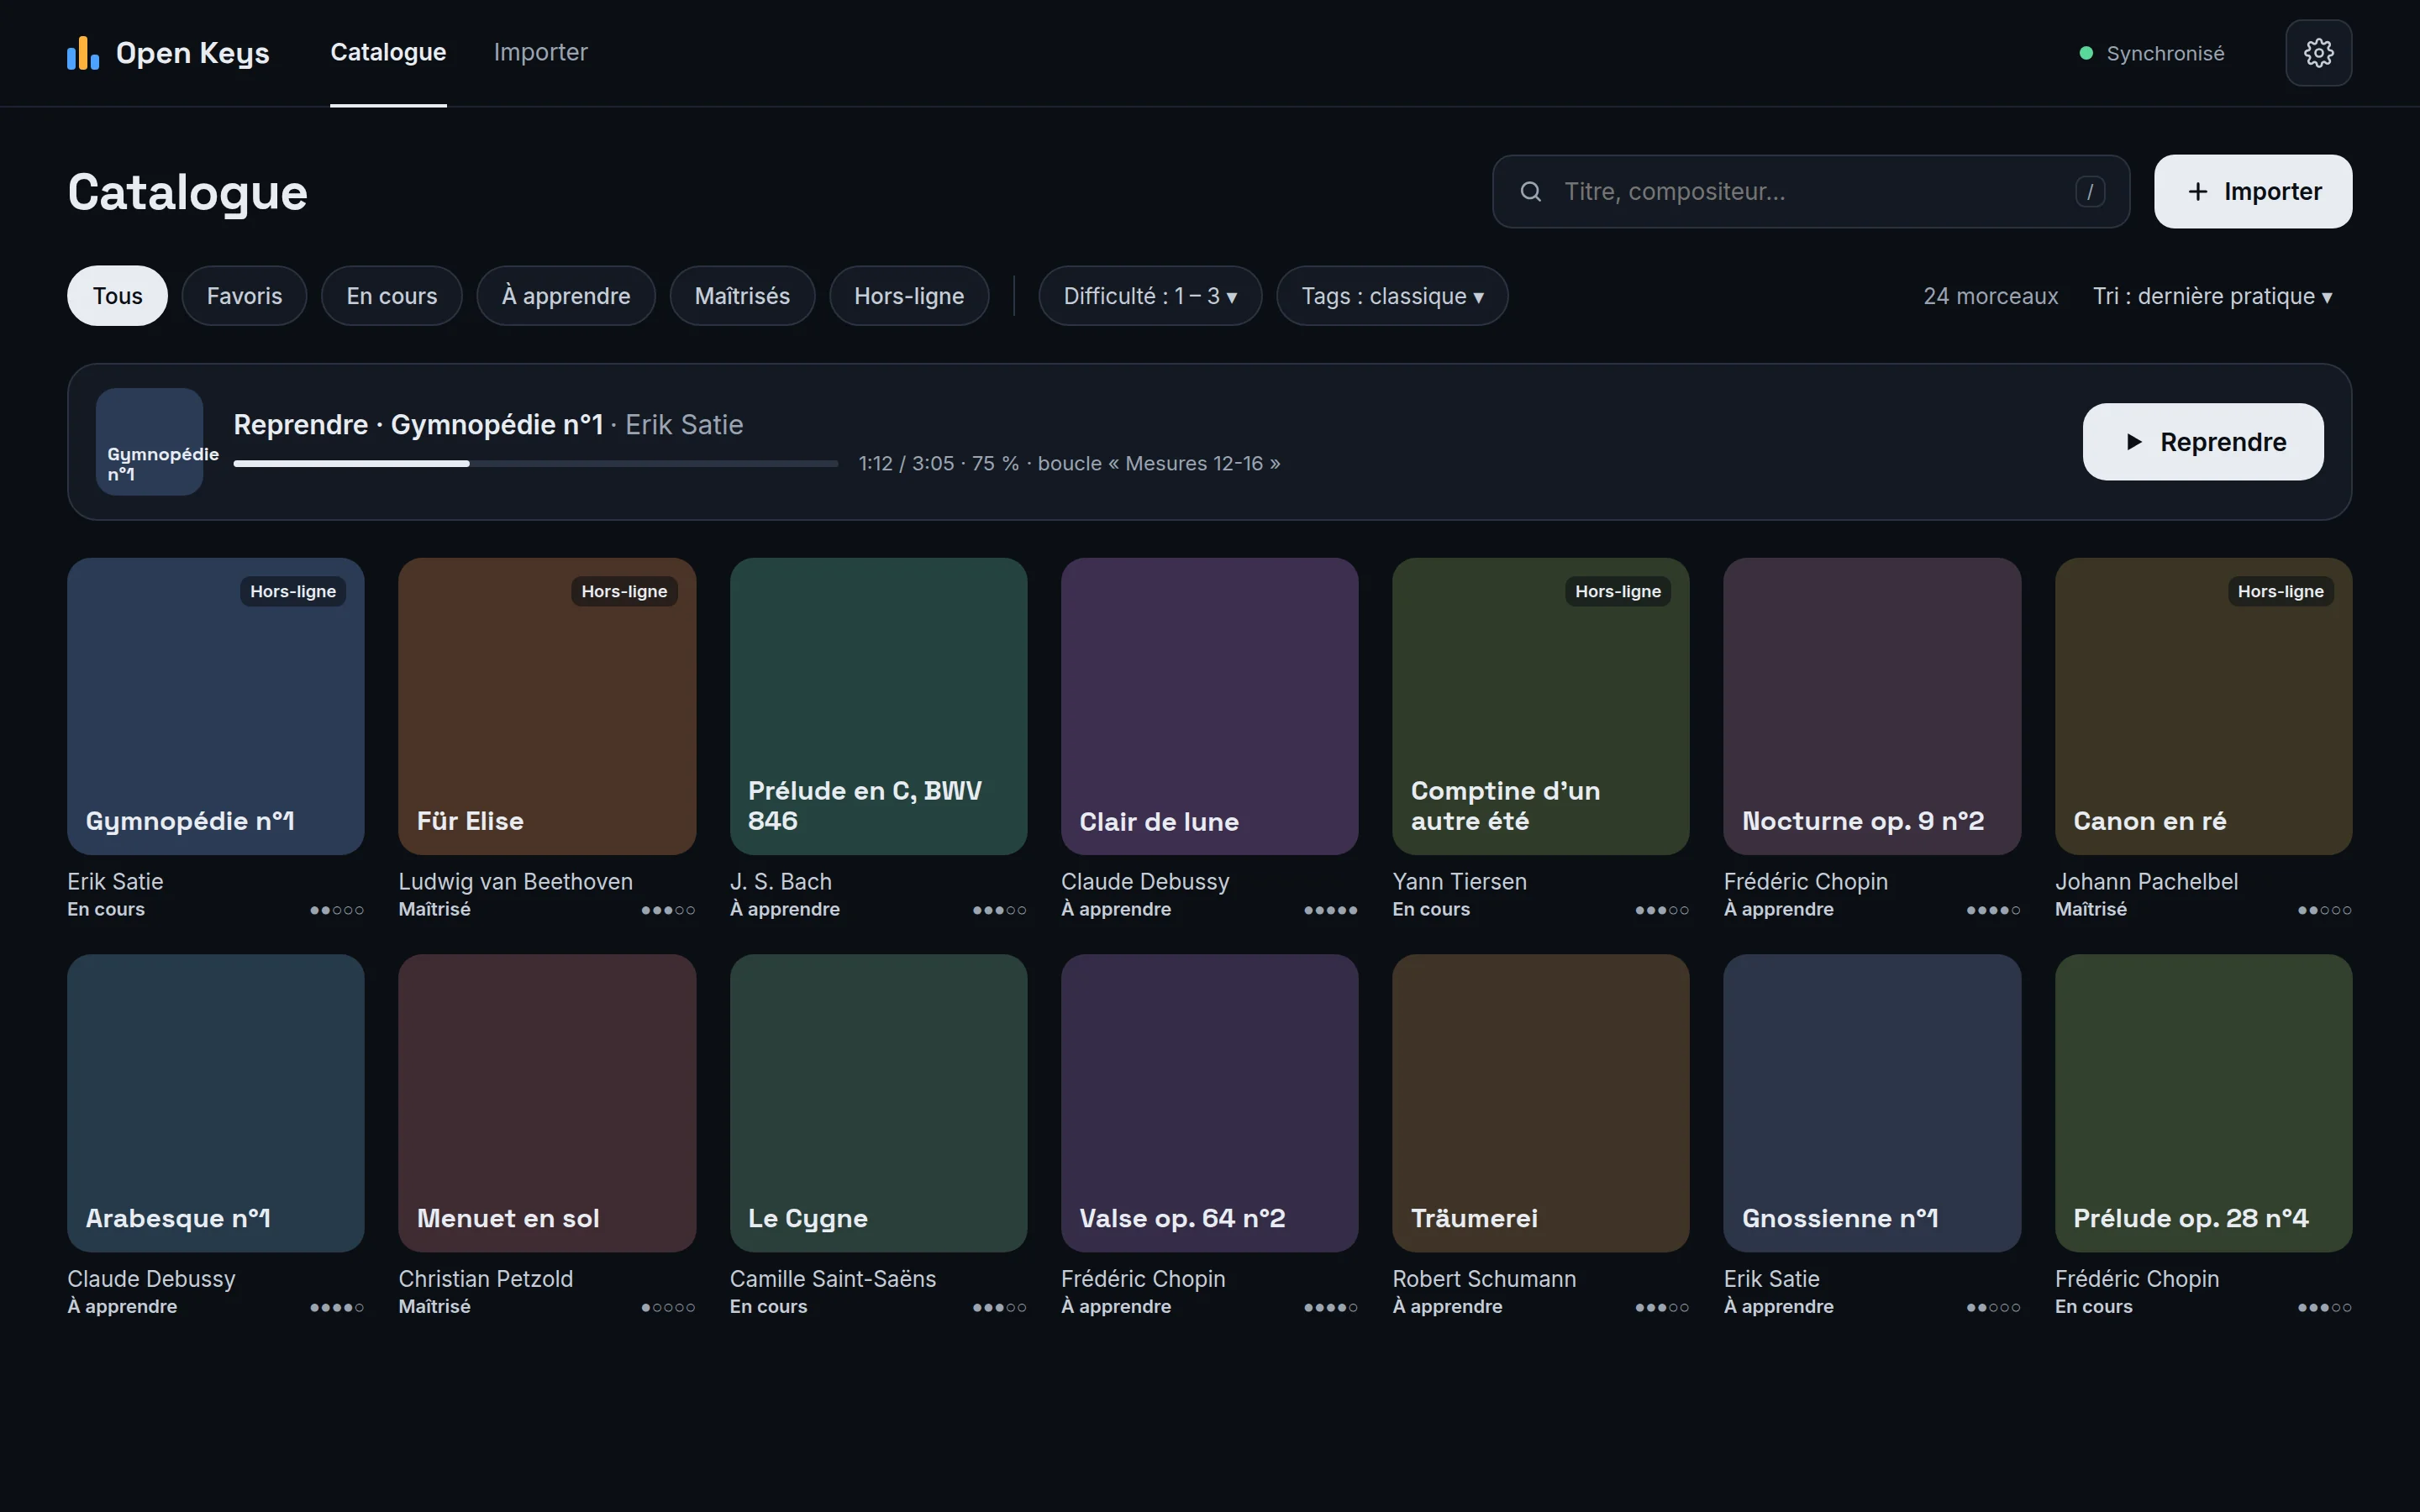 Open Keys
Catalogue
Importer
Synchronisé
Catalogue
Titre, compositeur...
/
+ Importer
Tous
Favoris
En cours
À apprendre
Maîtrisés
Hors-ligne
Difficulté : 1 – 3 ▾
Tags : classique ▾
24 morceaux
Tri : dernière pratique ▾
Gymnopédie
n°1
Reprendre · Gymnopédie n°1 · Erik Satie
1:12 / 3:05 · 75 % · boucle « Mesures 12-16 »
Reprendre
Hors-ligne
Gymnopédie n°1
Erik Satie
En cours
●●○○○
Hors-ligne
Für Elise
Ludwig van Beethoven
Maîtrisé
●●●○○
Prélude en C, BWV
846
J. S. Bach
À apprendre
●●●○○
Clair de lune
Claude Debussy
À apprendre
●●●●●
Hors-ligne
Comptine d’un
autre été
Yann Tiersen
En cours
●●●○○
Nocturne op. 9 n°2
Frédéric Chopin
À apprendre
●●●●○
Hors-ligne
Canon en ré
Johann Pachelbel
Maîtrisé
●●○○○
Arabesque n°1
Claude Debussy
À apprendre
●●●●○
Menuet en sol
Christian Petzold
Maîtrisé
●○○○○
Le Cygne
Camille Saint-Saëns
En cours
●●●○○
Valse op. 64 n°2
Frédéric Chopin
À apprendre
●●●●○
Träumerei
Robert Schumann
À apprendre
●●●○○
Gnossienne n°1
Erik Satie
À apprendre
●●○○○
Prélude op. 28 n°4
Frédéric Chopin
En cours
●●●○○